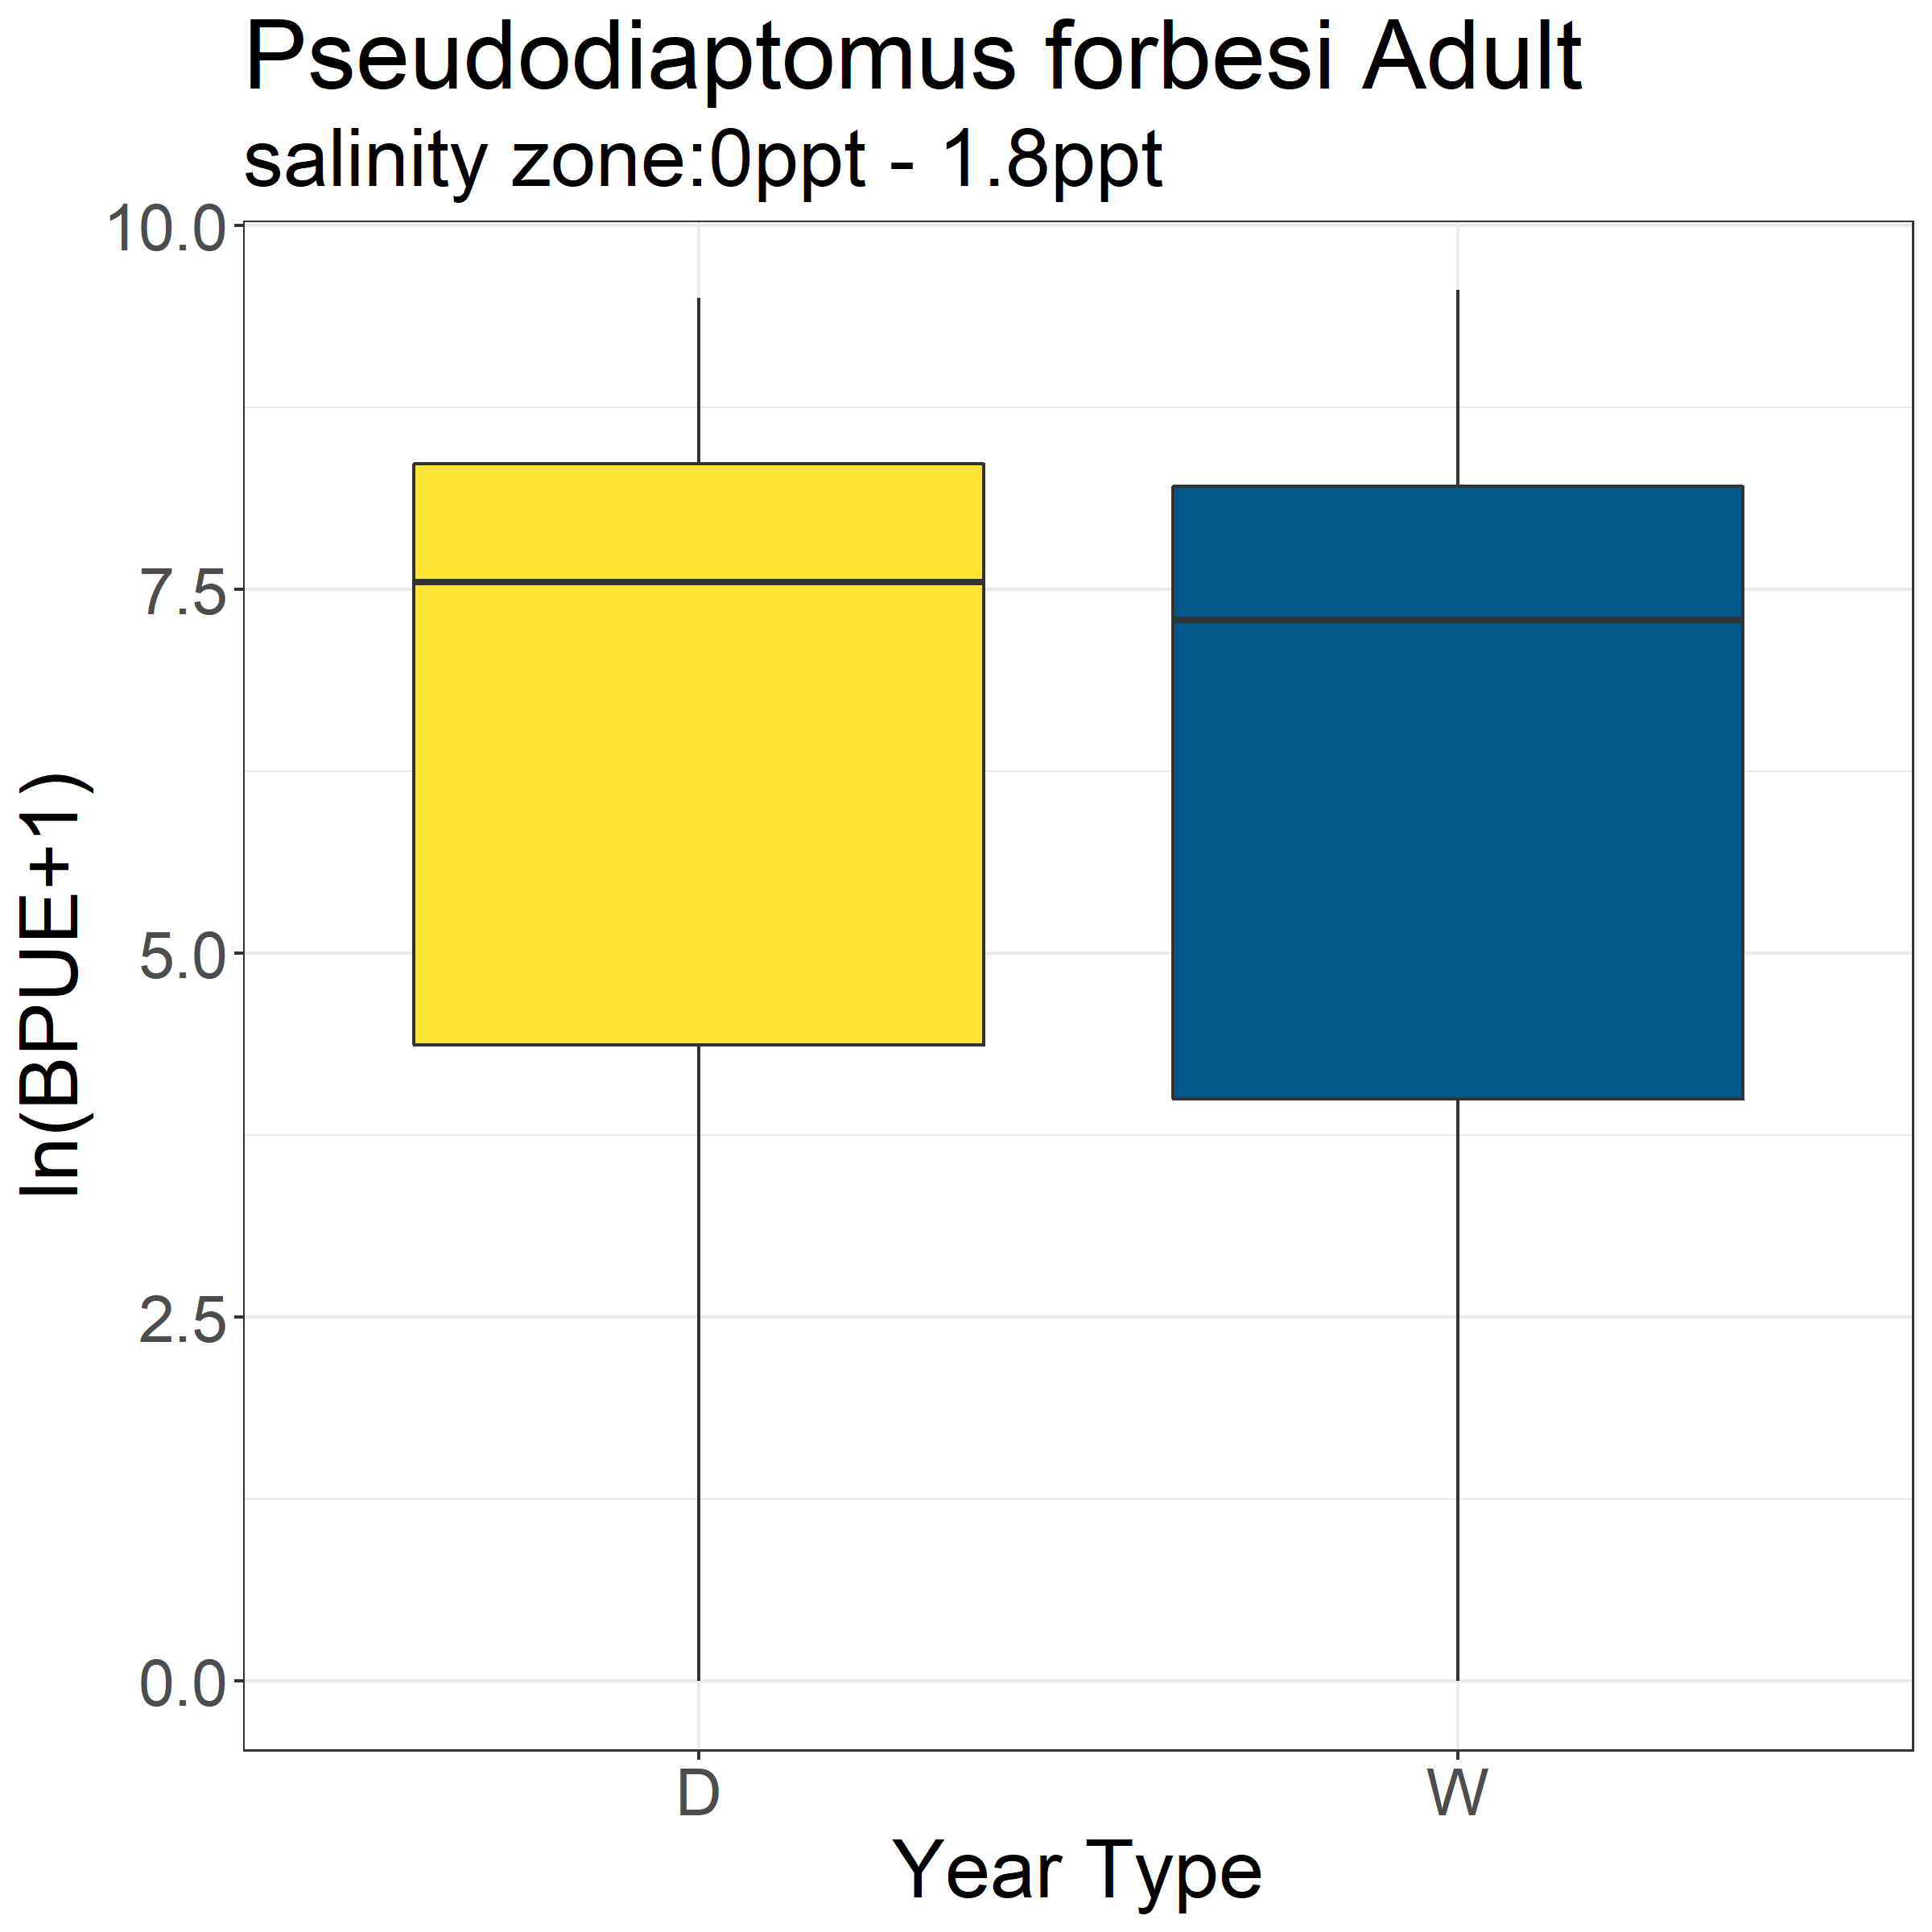 Pseudodiaptomus forbesi Adult
salinity zone:0ppt - 1.8ppt
10.0
7.5
5.0
2.5
0.0
ln(BPUE+1)
D
W
Year Type